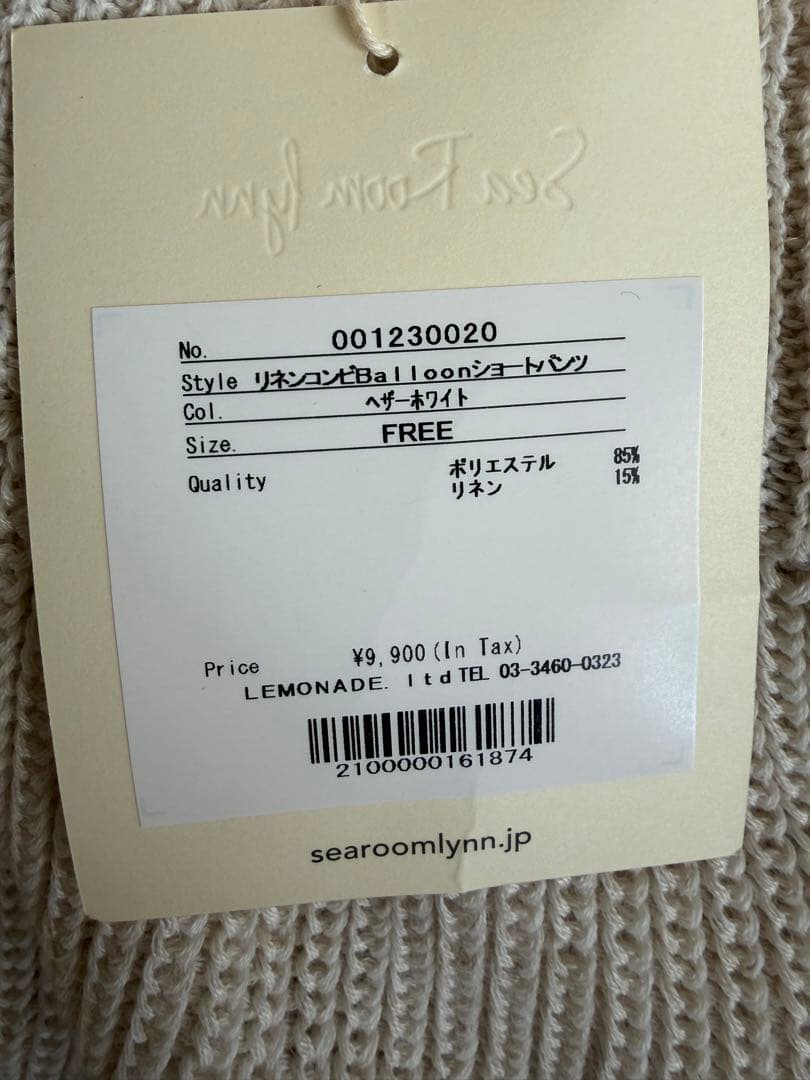 Sea Room lynn
No. 001230020
Style リネンコンビBalloonショートパンツ
Col. ヘザーホワイト
Size. FREE
Quality ポリエステル 85%
リネン 15%
Price ¥9,900(In Tax)
LEMONADE. ltd TEL 03-3460-0323
2100000161874
searoomlynn.jp